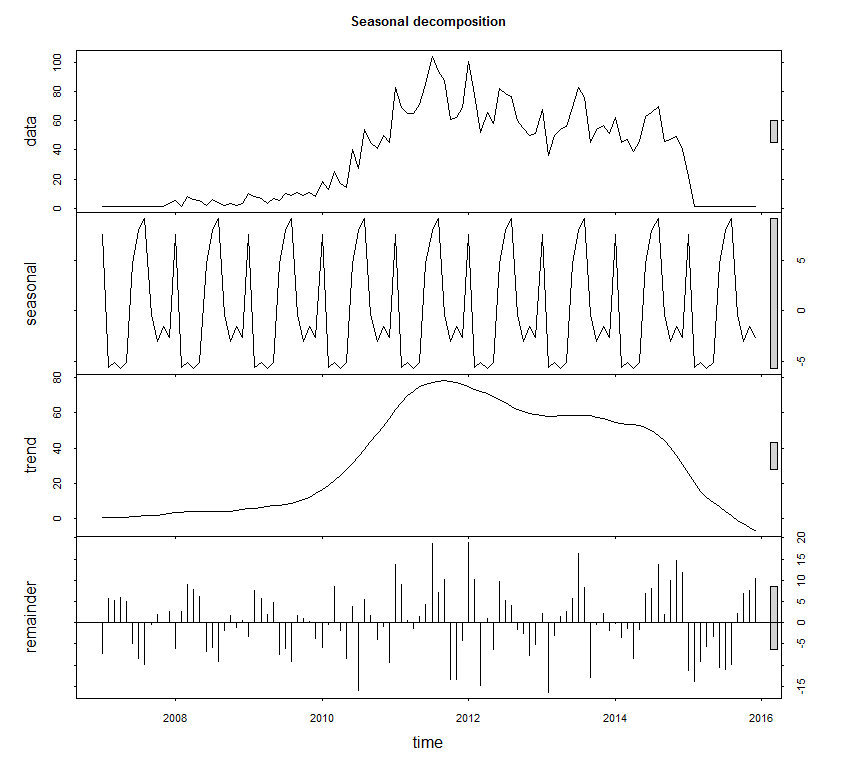 Seasonal decomposition
data
0 20 40 60 80 100
seasonal
-5 0 5
trend
0 20 40 60 80
remainder
-15 -5 0 5 10 15 20
2008 2010 2012 2014 2016
time